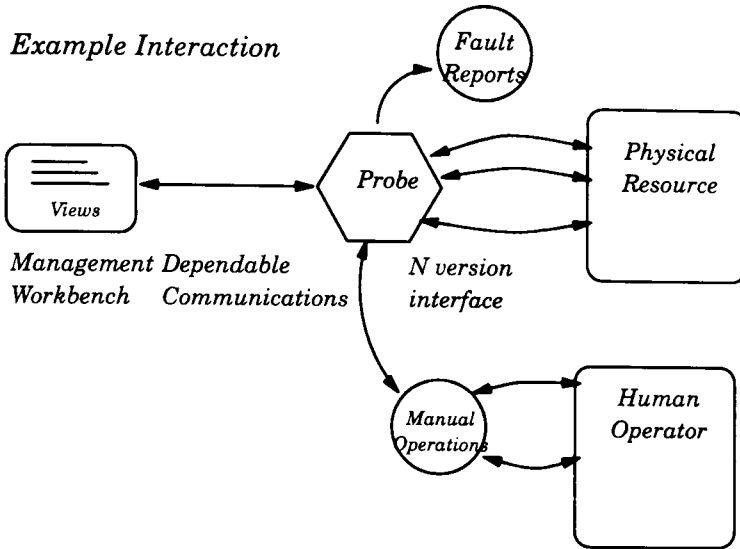 Example Interaction
Fault
Reports
Physical
Resource
Probe
Views
Management
Workbench
Dependable
Communications
N version
interface
Manual
Operations
Human
Operator